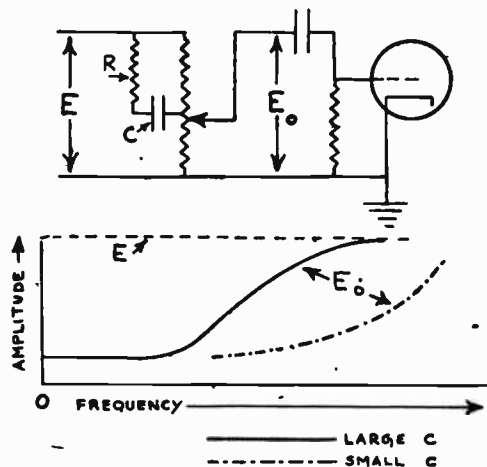 R
E
C
E₀
E
E₀
AMPLITUDE
0 FREQUENCY
LARGE C
SMALL C